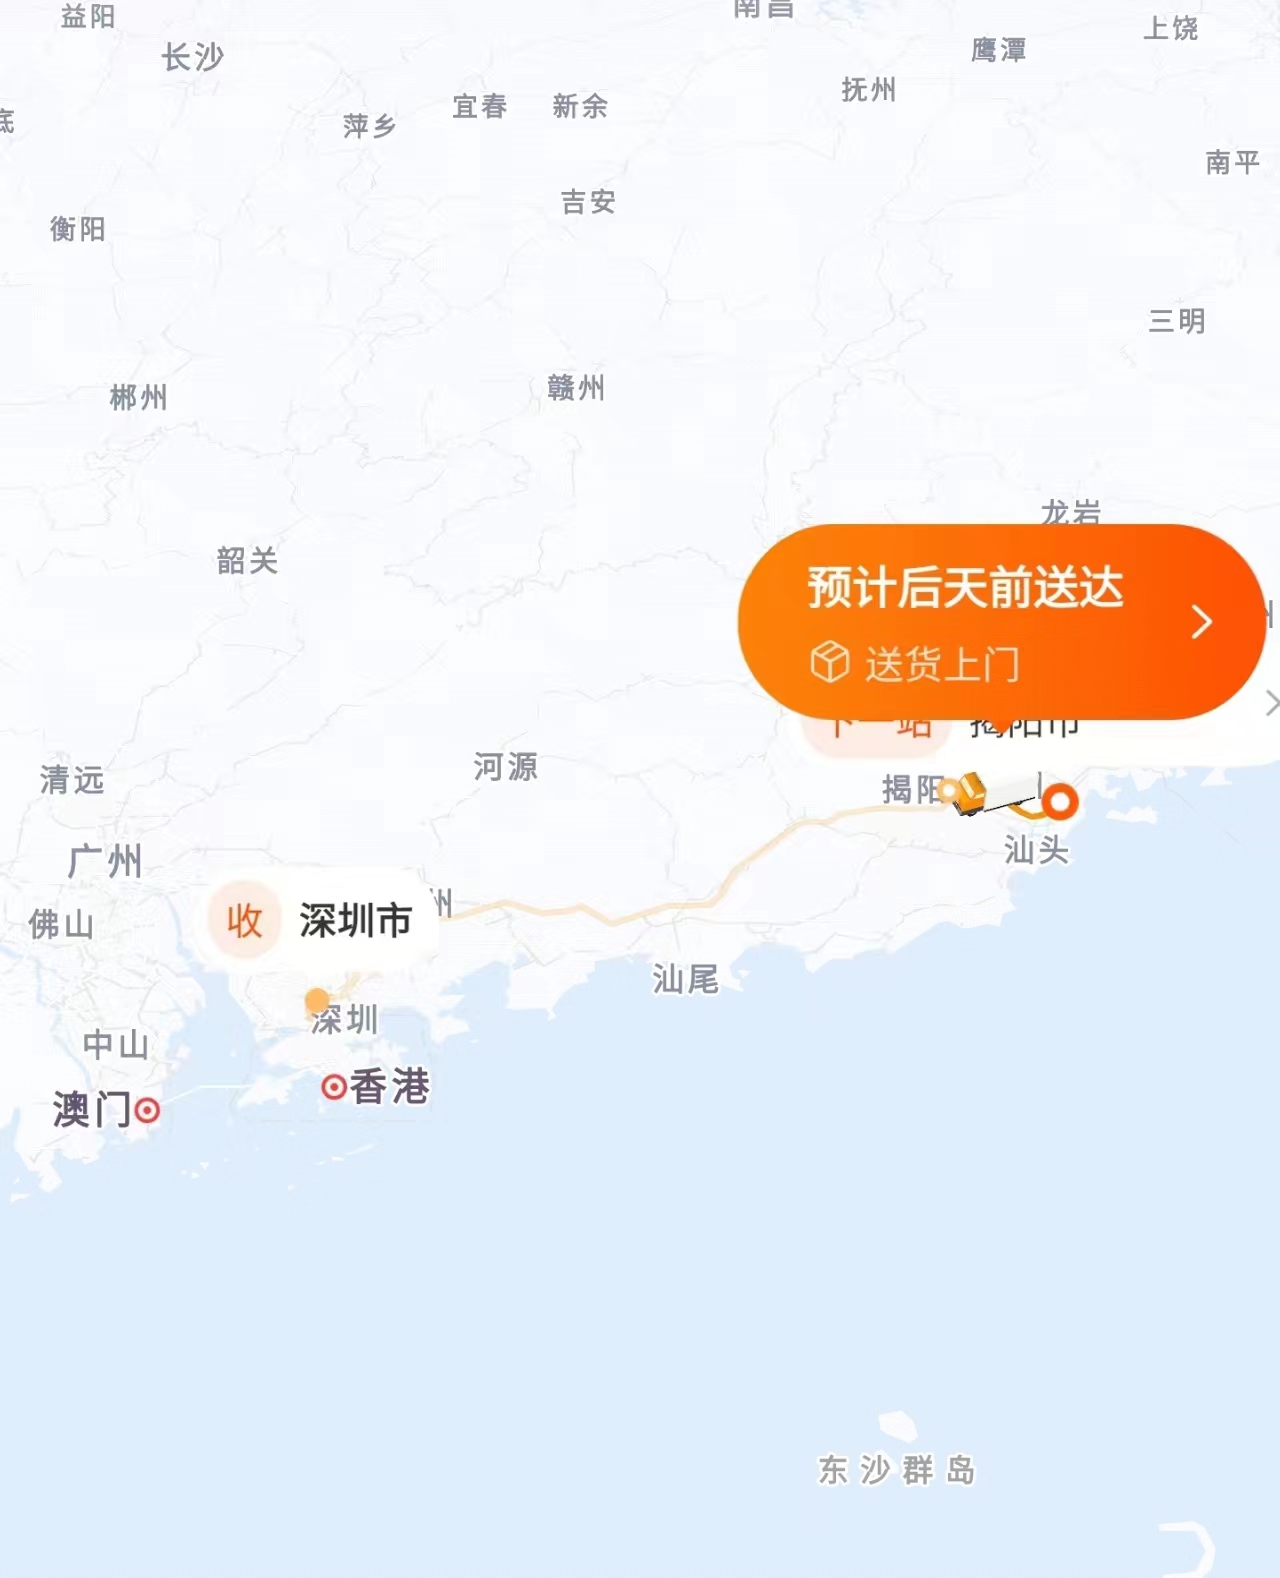 益阳
南昌
上饶
长沙
鹰潭
抚州
宜春
新余
底
萍乡
南平
吉安
衡阳
三明
赣州
郴州
龙岩
韶关
预计后天前送达
送货上门
州
下一站 揭阳市
河源
清远
揭阳
汕头
广州
州
收 深圳市
佛山
汕尾
深圳
中山
香港
澳门
东沙群岛